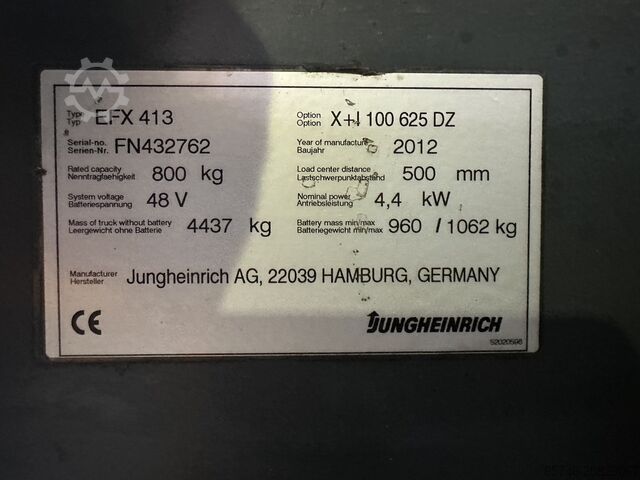 Type EFX 413 Option X+I 100 625 DZ
Typ Option
Serial-no. FN432762 Year of manufacture 2012
Serien-Nr. Baujahr
Rated capacity 800 kg Load center distance 500 mm
Nenntragfaehigkeit Lastschwerpunktabstand
System voltage 48 V Nominal power 4,4 kW
Batteriespannung Antriebsleistung
Mass of truck without battery 4437 kg Battery mass min/max 960 / 1062 kg
Leergewicht ohne Batterie Batteriegewicht min/max
Manufacturer Jungheinrich AG, 22039 HAMBURG, GERMANY
Hersteller
CE JUNGHEINRICH
52020596